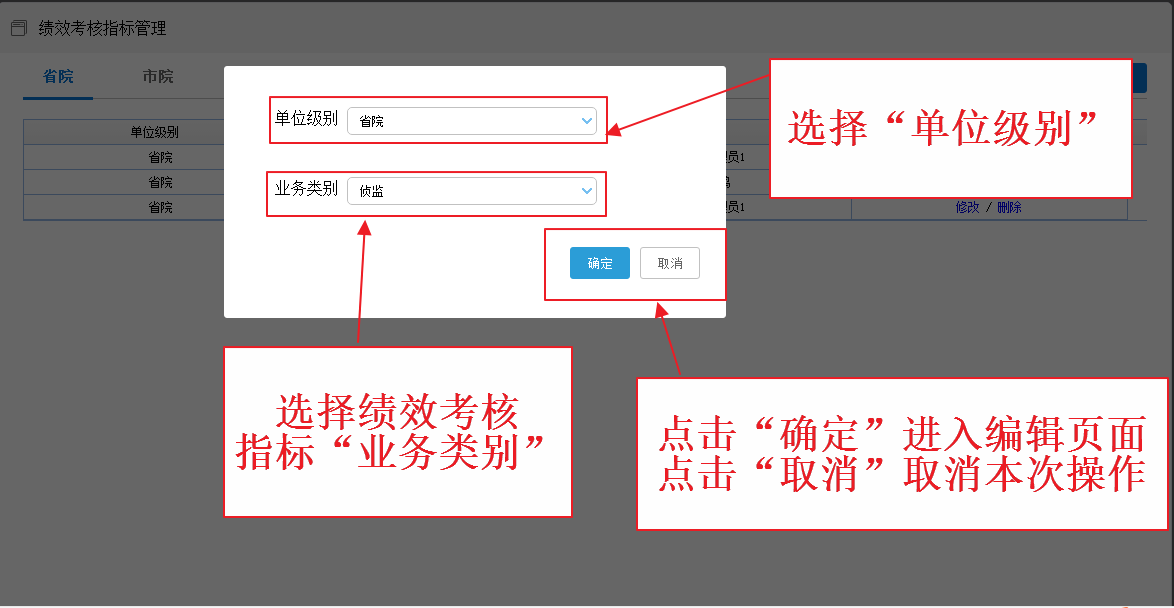 绩效考核指标管理
省院
市院
单位级别
省院
选择“单位级别”
单位级别
省院
员1
省院
业务类别
侦监
省院
员1
修改 / 删除
确定
取消
选择绩效考核
指标“业务类别”
点击“确定”进入编辑页面
点击“取消”取消本次操作